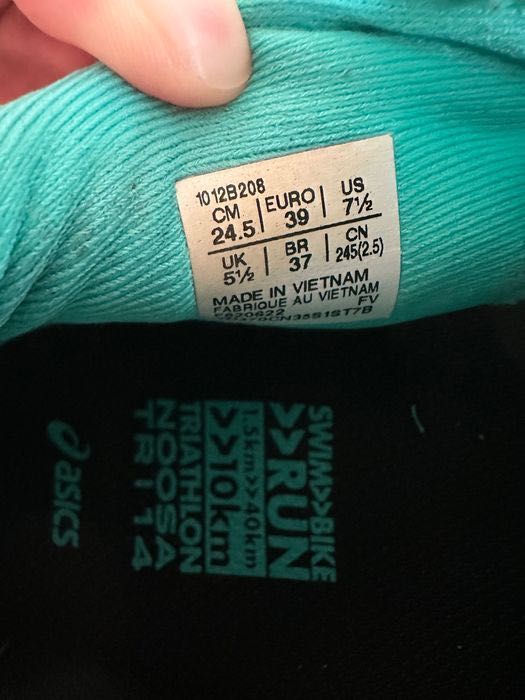 1012B208
CM EURO US
24.5 39 7½
UK BR CN
5½ 37 245(2.5)
MADE IN VIETNAM
FABRIQUE AU VIETNAM
FV
SWIM>>BIKE
>>RUN
1.5km>>40km
>>10km
TRIATHLON
NOOSA
TRI 14
asics